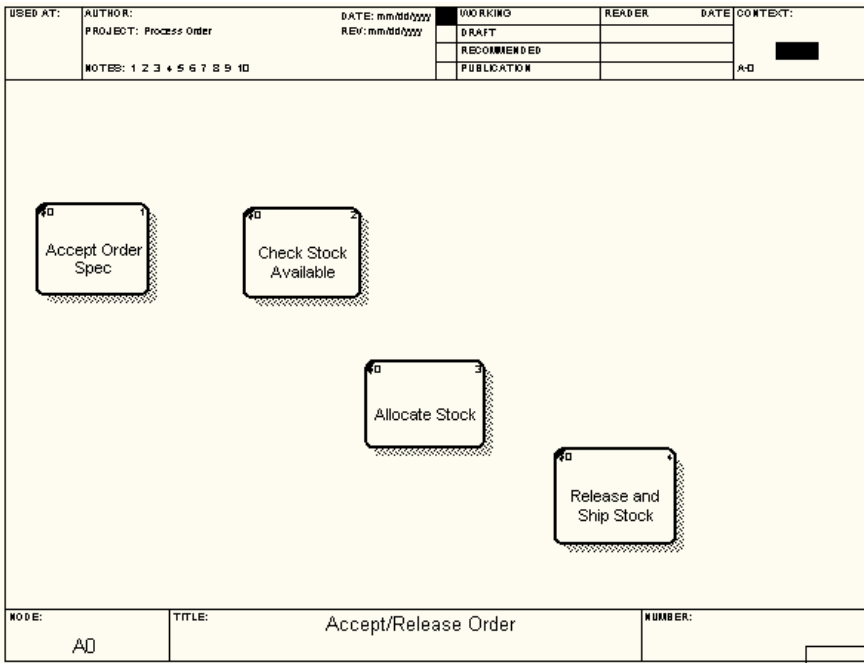 USED AT:
AUTHOR:
DATE: mm/dd/yyyy
WORKING
READER
DATE
CONTEXT:
PROJECT: Process Order
REV: mm/dd/yyyy
DRAFT
RECOMMENDED
NOTES: 1 2 3 4 5 6 7 8 9 10
PUBLICATION
A-0
$0 1
Accept Order
Spec
$0 2
Check Stock
Available
$0 3
Allocate Stock
$0 4
Release and
Ship Stock
NODE:
A0
TITLE:
Accept/Release Order
NUMBER: